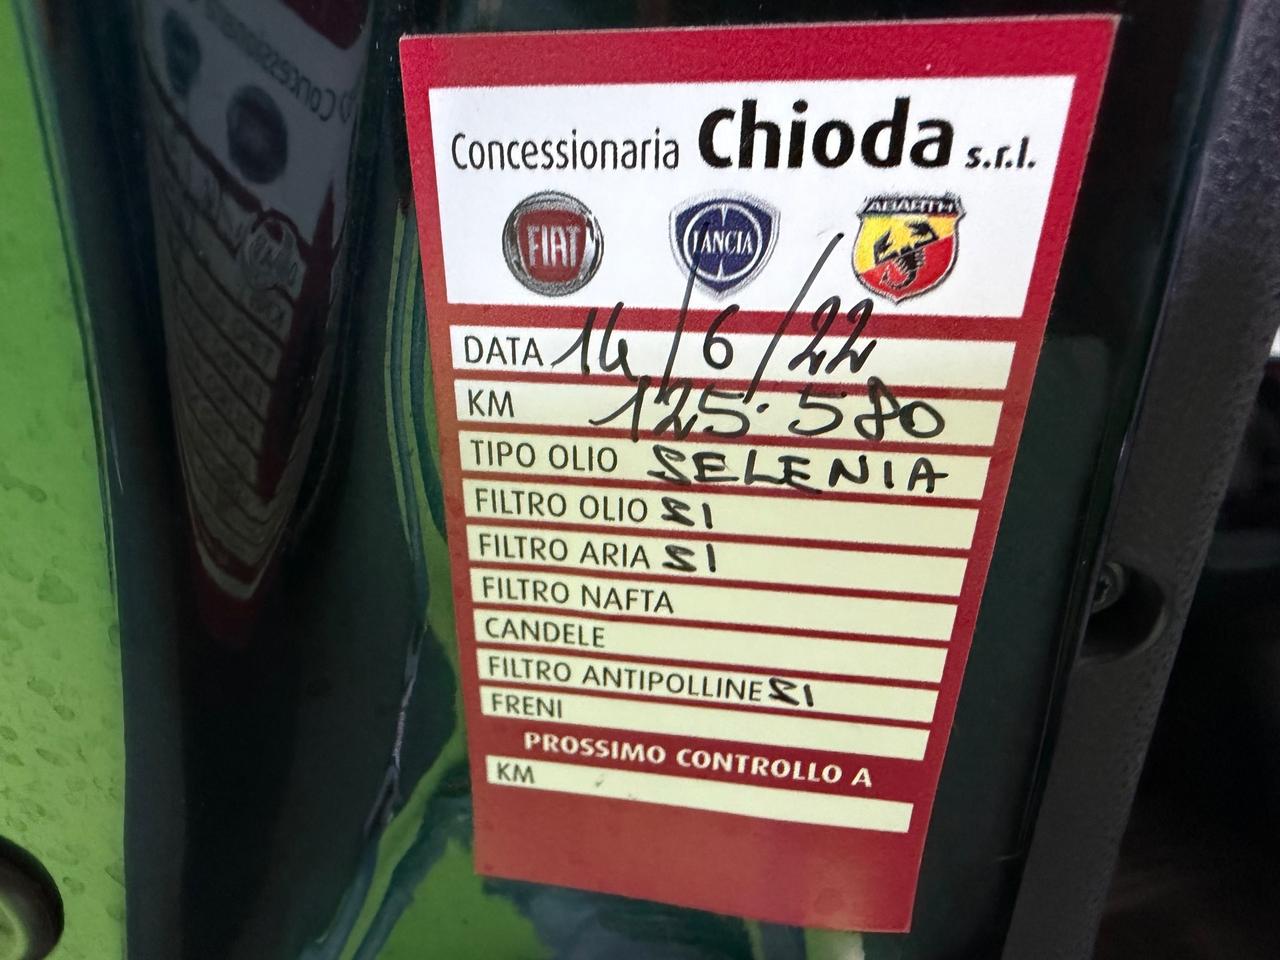 Concessionaria Chioda s.r.l.
FIAT LANCIA ABARTH
DATA 14/6/22
KM 125.580
TIPO OLIO SELENIA
FILTRO OLIO SI
FILTRO ARIA SI
FILTRO NAFTA
CANDELE
FILTRO ANTIPOLLINE SI
FRENI
PROSSIMO CONTROLLO A
KM